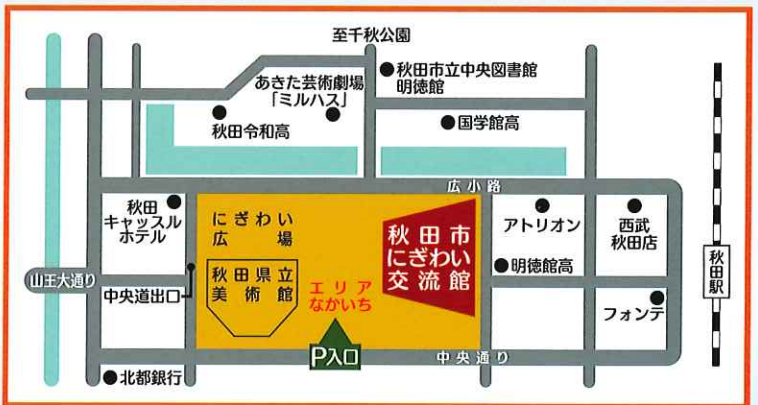 至千秋公園
秋田市立中央図書館
明徳館
あきた芸術劇場
「ミルハス」
秋田令和高
国学館高
広小路
秋田
キャッスル
ホテル
にぎわい
広場
秋田市
にぎわい
交流館
アトリオン
西武
秋田店
明徳館高
秋田県立
美術館
エリア
なかいち
山王大通り
中央道出口
フォンテ
秋田駅
P入口
中央通り
北都銀行